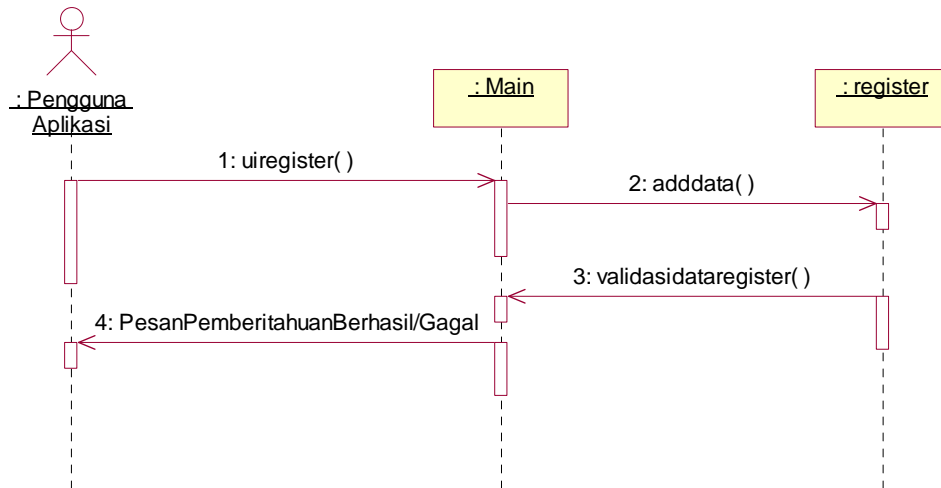 : Pengguna
Aplikasi
: Main
: register
1: uiregister( )
2: adddata( )
3: validasidataregister( )
4: PesanPemberitahuanBerhasil/Gagal